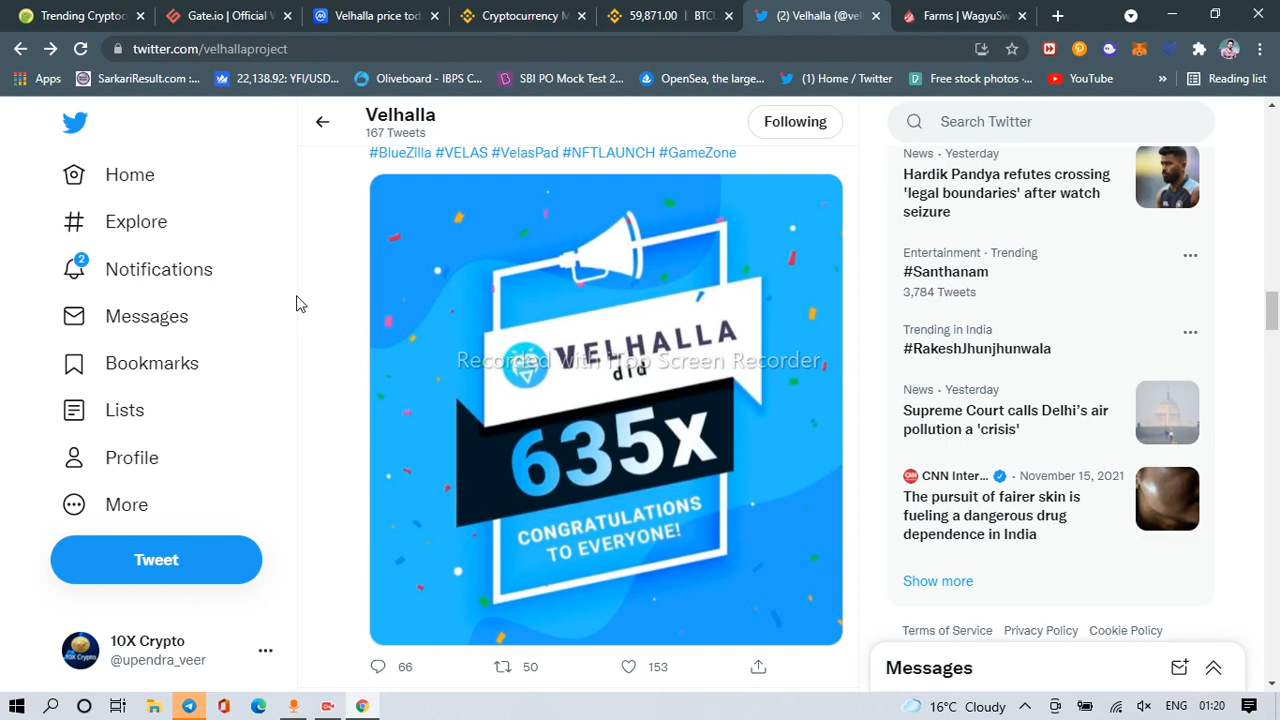 Gate.io | Official W
Velhalla price tod
Cryptocurrency M
59,871.00 | BTCU
(2) Velhalla (@vel
Farms | WagyuSw
twitter.com/velhallaproject
Apps
SarkariResult.com :...
22,138.92: YFI/USD...
Oliveboard - IBPS C...
SBI PO Mock Test 2...
OpenSea, the large...
(1) Home / Twitter
Free stock photos ·...
YouTube
Reading list
Home
Explore
2
Notifications
Messages
Bookmarks
Lists
Profile
More
Tweet
10X Crypto
@upendra_veer
Velhalla
167 Tweets
Following
#BlueZilla #VELAS #VelasPad #NFTLAUNCH #GameZone
VELHALLA
did
635x
CONGRATULATIONS
TO EVERYONE!
Recorded with iTop Screen Recorder
66
50
153
Search Twitter
News · Yesterday
Hardik Pandya refutes crossing
'legal boundaries' after watch
seizure
Entertainment · Trending
#Santhanam
3,784 Tweets
Trending in India
#RakeshJhunjhunwala
News · Yesterday
Supreme Court calls Delhi's air
pollution a 'crisis'
CNN Inter... · November 15, 2021
The pursuit of fairer skin is
fueling a dangerous drug
dependence in India
Show more
Terms of Service Privacy Policy Cookie Policy
Messages
16°C Cloudy
ENG
01:20